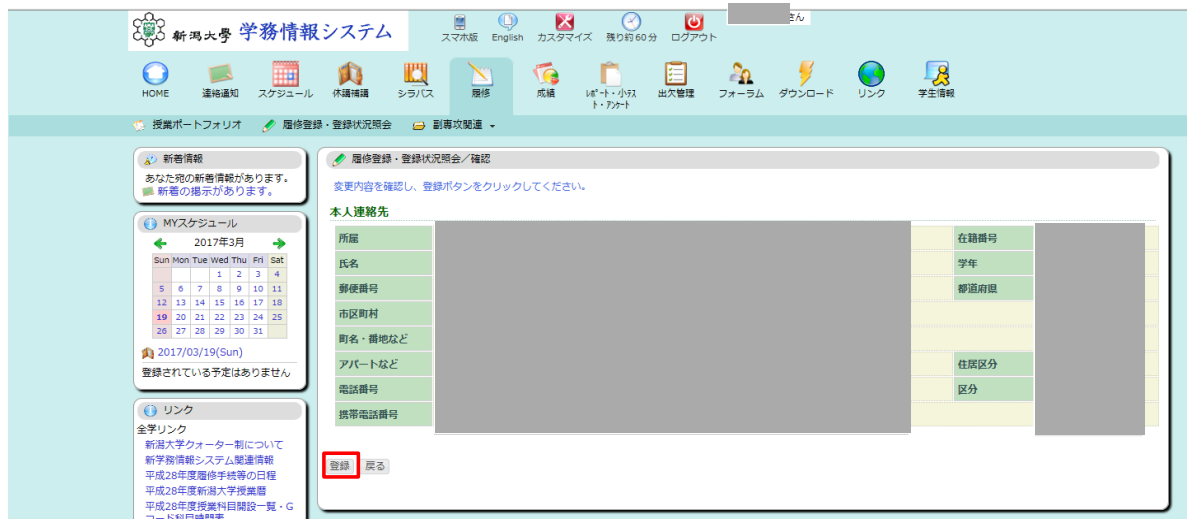 新潟大學 学務情報システム
スマホ版 English カスタマイズ 残り約60分 ログアウト
さん
HOME 連絡通知 スケジュール 休講補講 シラバス 履修 成績 ﾚﾎﾟｰﾄ・小ﾃｽﾄ・ｱﾝｹｰﾄ 出欠管理 フォーラム ダウンロード リンク 学生情報
授業ポートフォリオ 履修登録・登録状況照会 副専攻関連
新着情報
あなた宛の新着情報があります。
新着の掲示があります。
MYスケジュール
2017年3月
Sun Mon Tue Wed Thu Fri Sat
1 2 3 4
5 6 7 8 9 10 11
12 13 14 15 16 17 18
19 20 21 22 23 24 25
26 27 28 29 30 31
2017/03/19(Sun)
登録されている予定はありません
リンク
全学リンク
新潟大学クォーター制について
新学務情報システム関連情報
平成28年度履修手続等の日程
平成28年度新潟大学授業暦
平成28年度授業科目開設一覧・G
コード科目時間表
履修登録・登録状況照会／確認
変更内容を確認し、登録ボタンをクリックしてください。
本人連絡先
所属 在籍番号
氏名 学年
郵便番号 都道府県
市区町村
町名・番地など
アパートなど 住居区分
電話番号 区分
携帯電話番号
登録 戻る